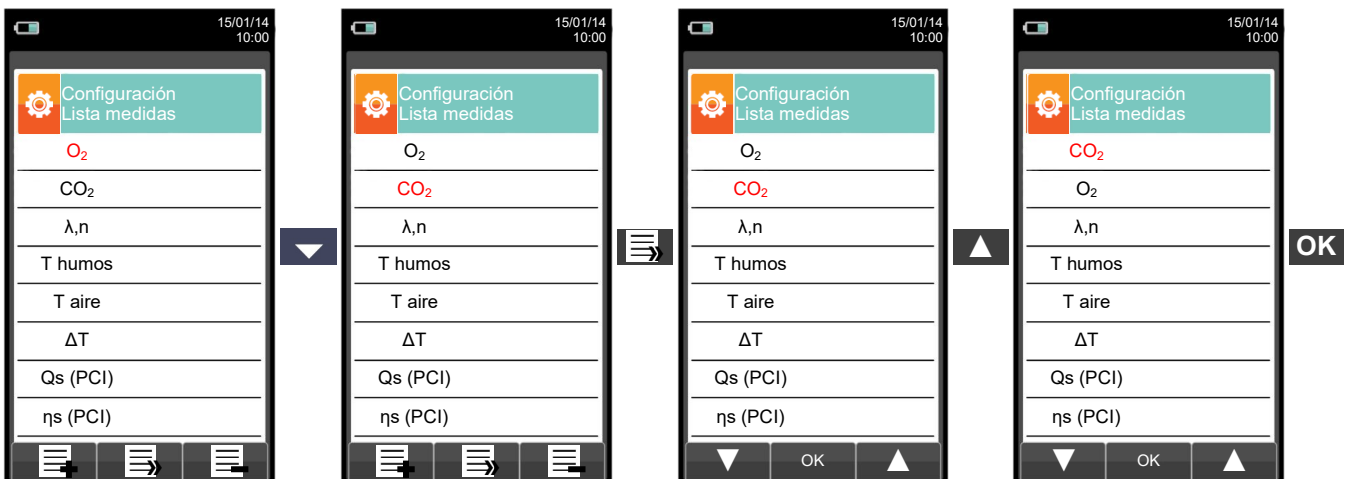 15/01/14
10:00
Configuración
Lista medidas
O₂
CO₂
λ,n
T humos
T aire
ΔT
Qs (PCI)
ηs (PCI)
15/01/14
10:00
Configuración
Lista medidas
O₂
CO₂
λ,n
T humos
T aire
ΔT
Qs (PCI)
ηs (PCI)
15/01/14
10:00
Configuración
Lista medidas
O₂
CO₂
λ,n
T humos
T aire
ΔT
Qs (PCI)
ηs (PCI)
OK
15/01/14
10:00
Configuración
Lista medidas
CO₂
O₂
λ,n
T humos
T aire
ΔT
Qs (PCI)
ηs (PCI)
OK
OK